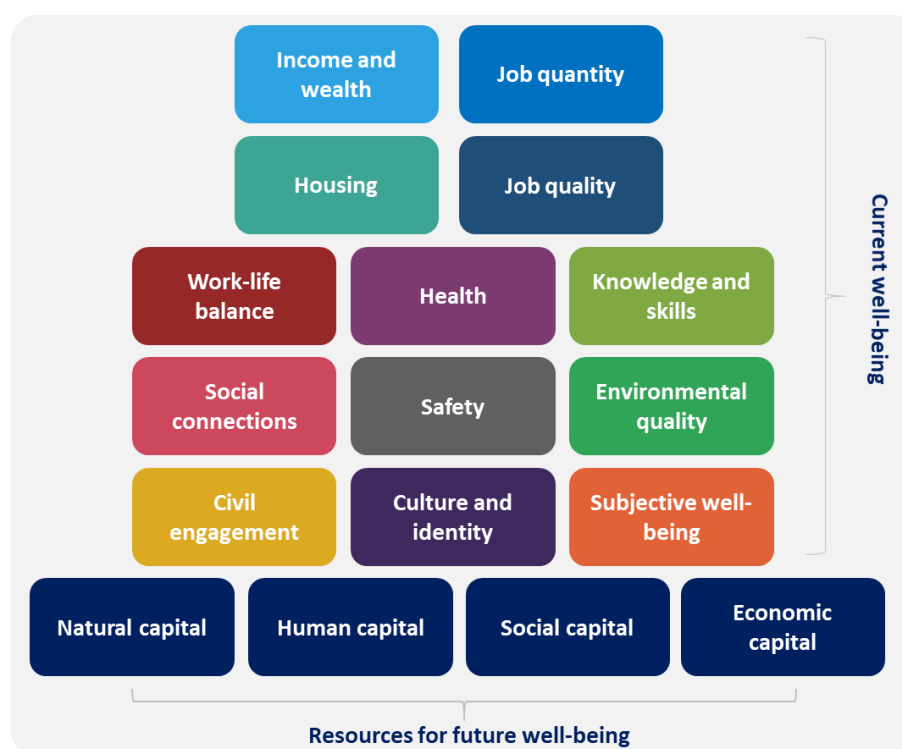 Income and
wealth
Job quantity
Housing
Job quality
Work-life
balance
Health
Knowledge and
skills
Social
connections
Safety
Environmental
quality
Civil
engagement
Culture and
identity
Subjective well-
being
Current well-being
Natural capital
Human capital
Social capital
Economic
capital
Resources for future well-being